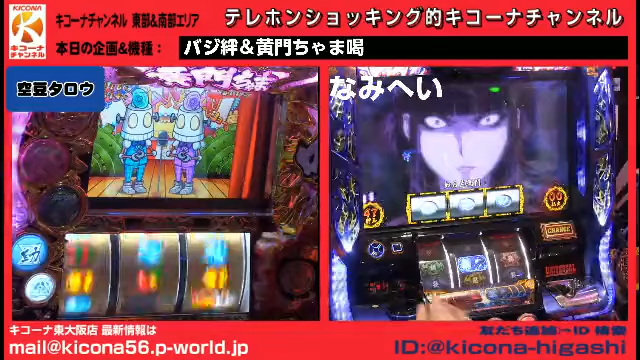 KICONA
キコーナ
チャンネル
キコーナチャンネル 東部&南部エリア
テレホンショッキング的キコーナチャンネル
本日の企画&機種：
バジ絆&黄門ちゃま喝
空豆タロウ
なみへい
CHANGE
キコーナ東大阪店 最新情報は
mail@kicona56.p-world.jp
友だち追加→ID 検索
ID:@kicona-higashi